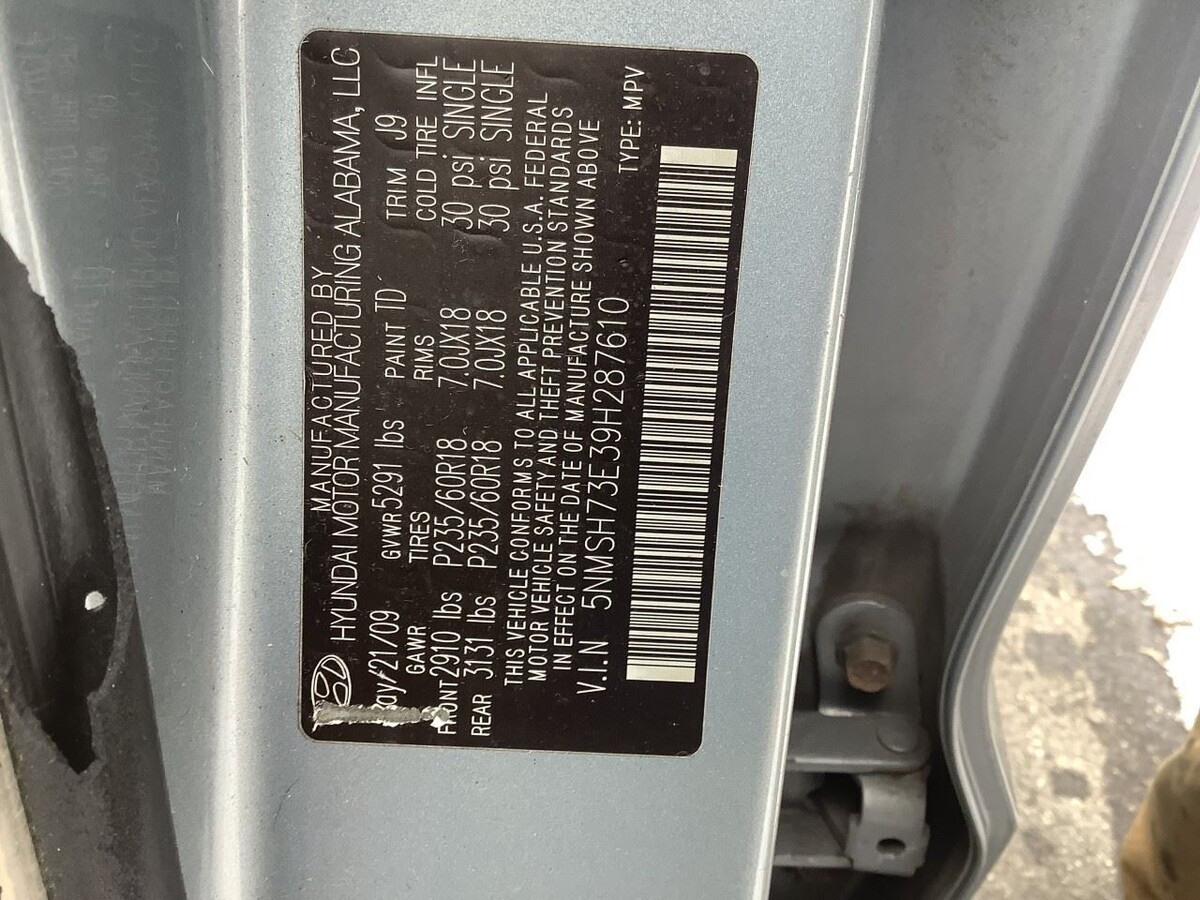 MANUFACTURED BY
HYUNDAI MOTOR MANUFACTURING ALABAMA, LLC
21/09 GVWR 5291 lbs PAINT TD TRIM J9
GAWR TIRES RIMS COLD TIRE INFL
FRONT 2910 lbs P235/60R18 7.0JX18 30 psi SINGLE
REAR 3131 lbs P235/60R18 7.0JX18 30 psi SINGLE
THIS VEHICLE CONFORMS TO ALL APPLICABLE U.S.A. FEDERAL
MOTOR VEHICLE SAFETY AND THEFT PREVENTION STANDARDS
IN EFFECT ON THE DATE OF MANUFACTURE SHOWN ABOVE
V.I.N 5NMSH73E39H287610 TYPE: MPV